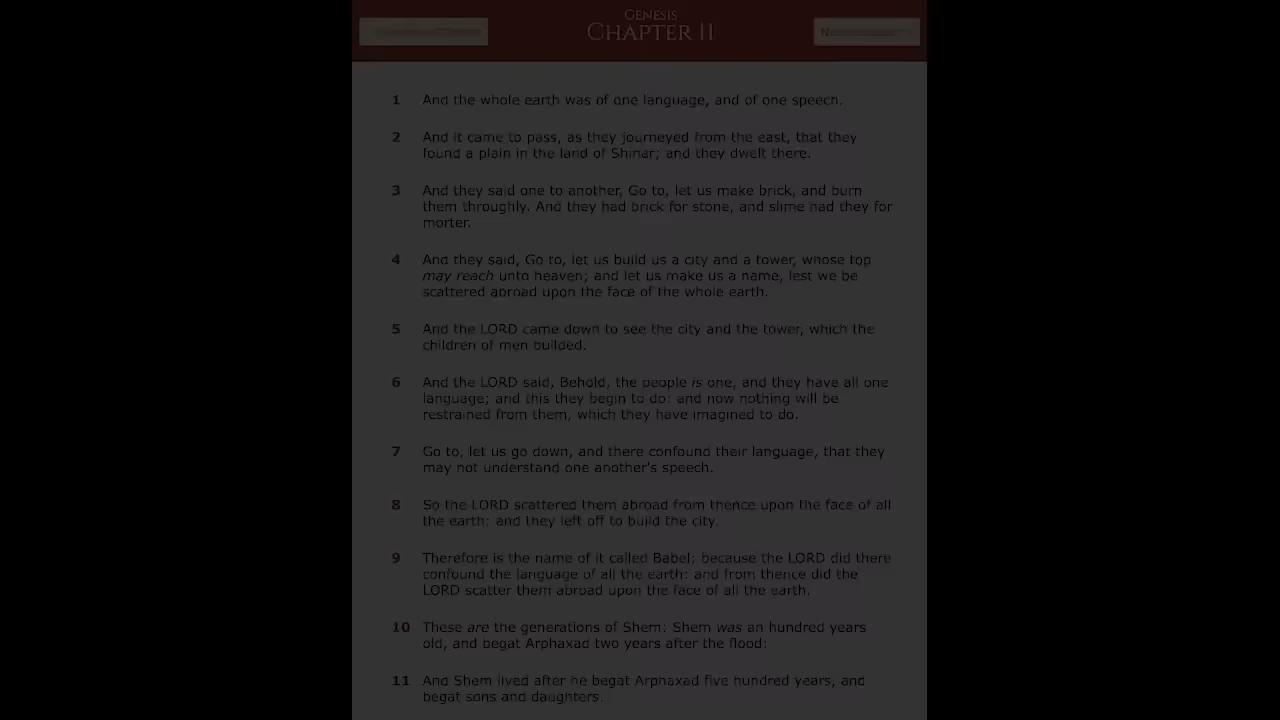 GENESIS
CHAPTER 11
1 And the whole earth was of one language, and of one speech.
2 And it came to pass, as they journeyed from the east, that they
found a plain in the land of Shinar; and they dwelt there.
3 And they said one to another, Go to, let us make brick, and burn
them throughly. And they had brick for stone, and slime had they for
morter.
4 And they said, Go to, let us build us a city and a tower, whose top
may reach unto heaven; and let us make us a name, lest we be
scattered abroad upon the face of the whole earth.
5 And the LORD came down to see the city and the tower, which the
children of men builded.
6 And the LORD said, Behold, the people is one, and they have all one
language; and this they begin to do: and now nothing will be
restrained from them, which they have imagined to do.
7 Go to, let us go down, and there confound their language, that they
may not understand one another's speech.
8 So the LORD scattered them abroad from thence upon the face of all
the earth: and they left off to build the city.
9 Therefore is the name of it called Babel; because the LORD did there
confound the language of all the earth: and from thence did the
LORD scatter them abroad upon the face of all the earth.
10 These are the generations of Shem: Shem was an hundred years
old, and begat Arphaxad two years after the flood:
11 And Shem lived after he begat Arphaxad five hundred years, and
begat sons and daughters.